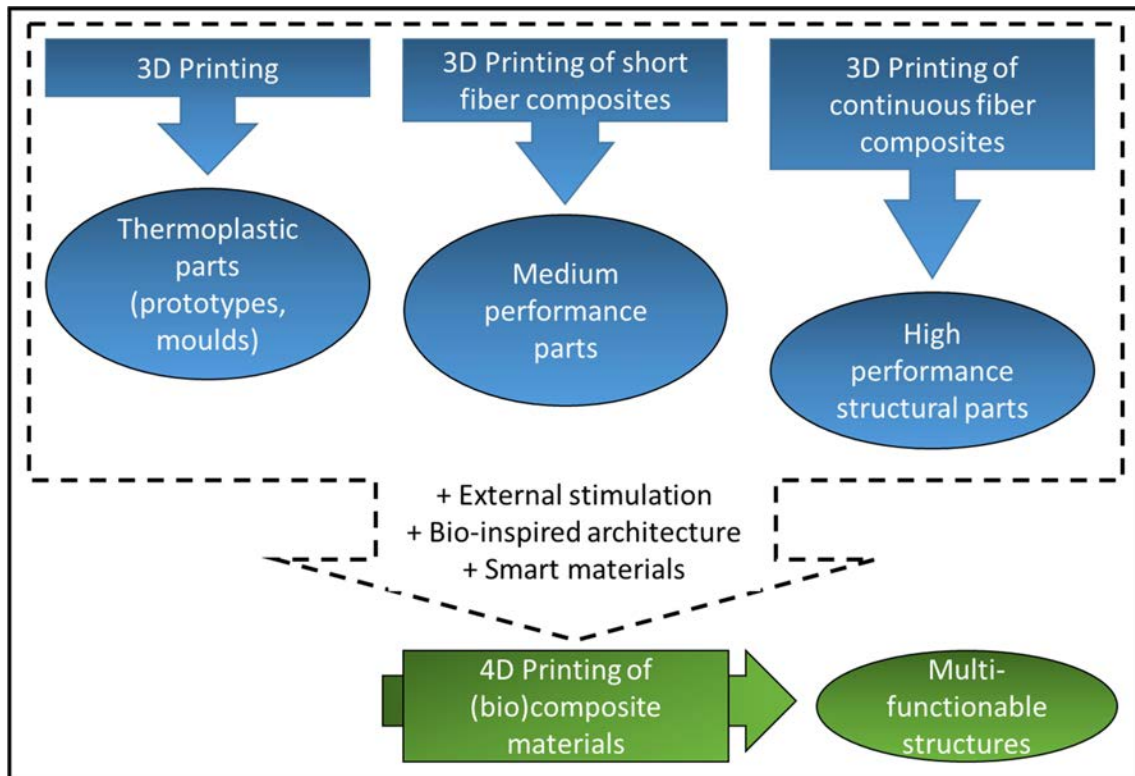 3D Printing
Thermoplastic
parts
(prototypes,
moulds)
3D Printing of short
fiber composites
Medium
performance
parts
3D Printing of
continuous fiber
composites
High
performance
structural parts
+ External stimulation
+ Bio-inspired architecture
+ Smart materials
4D Printing of
(bio)composite
materials
Multi-
functionable
structures